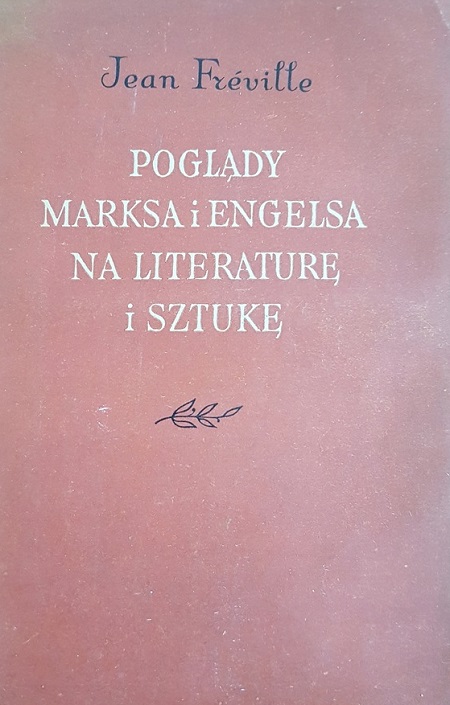 Jean Fréville
POGLĄDY
MARKSA i ENGELSA
NA LITERATURĘ
i SZTUKĘ